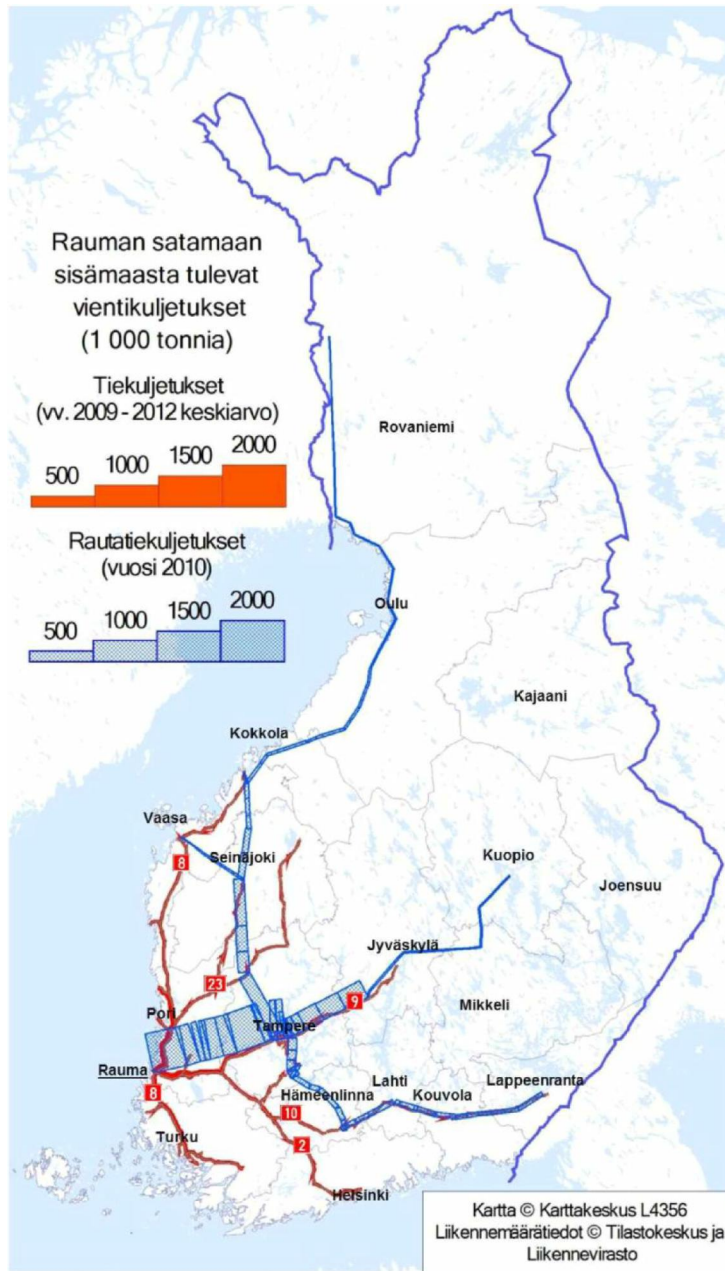 Rauman satamaan
sisämaasta tulevat
vientikuljetukset
(1 000 tonnia)
Tiekuljetukset
(vv. 2009 - 2012 keskiarvo)
500 1000 1500 2000
Rautatiekuljetukset
(vuosi 2010)
500 1000 1500 2000
Rovaniemi
Oulu
Kajaani
Kokkola
Vaasa
8
Seinäjoki
Kuopio
Joensuu
Jyväskylä
23
9
Mikkeli
Pori
Tampere
Rauma
8
Hämeenlinna
Lahti
Kouvola
Lappeenranta
10
2
Turku
Helsinki
Kartta © Karttakeskus L4356
Liikennemäärätiedot © Tilastokeskus ja
Liikennevirasto